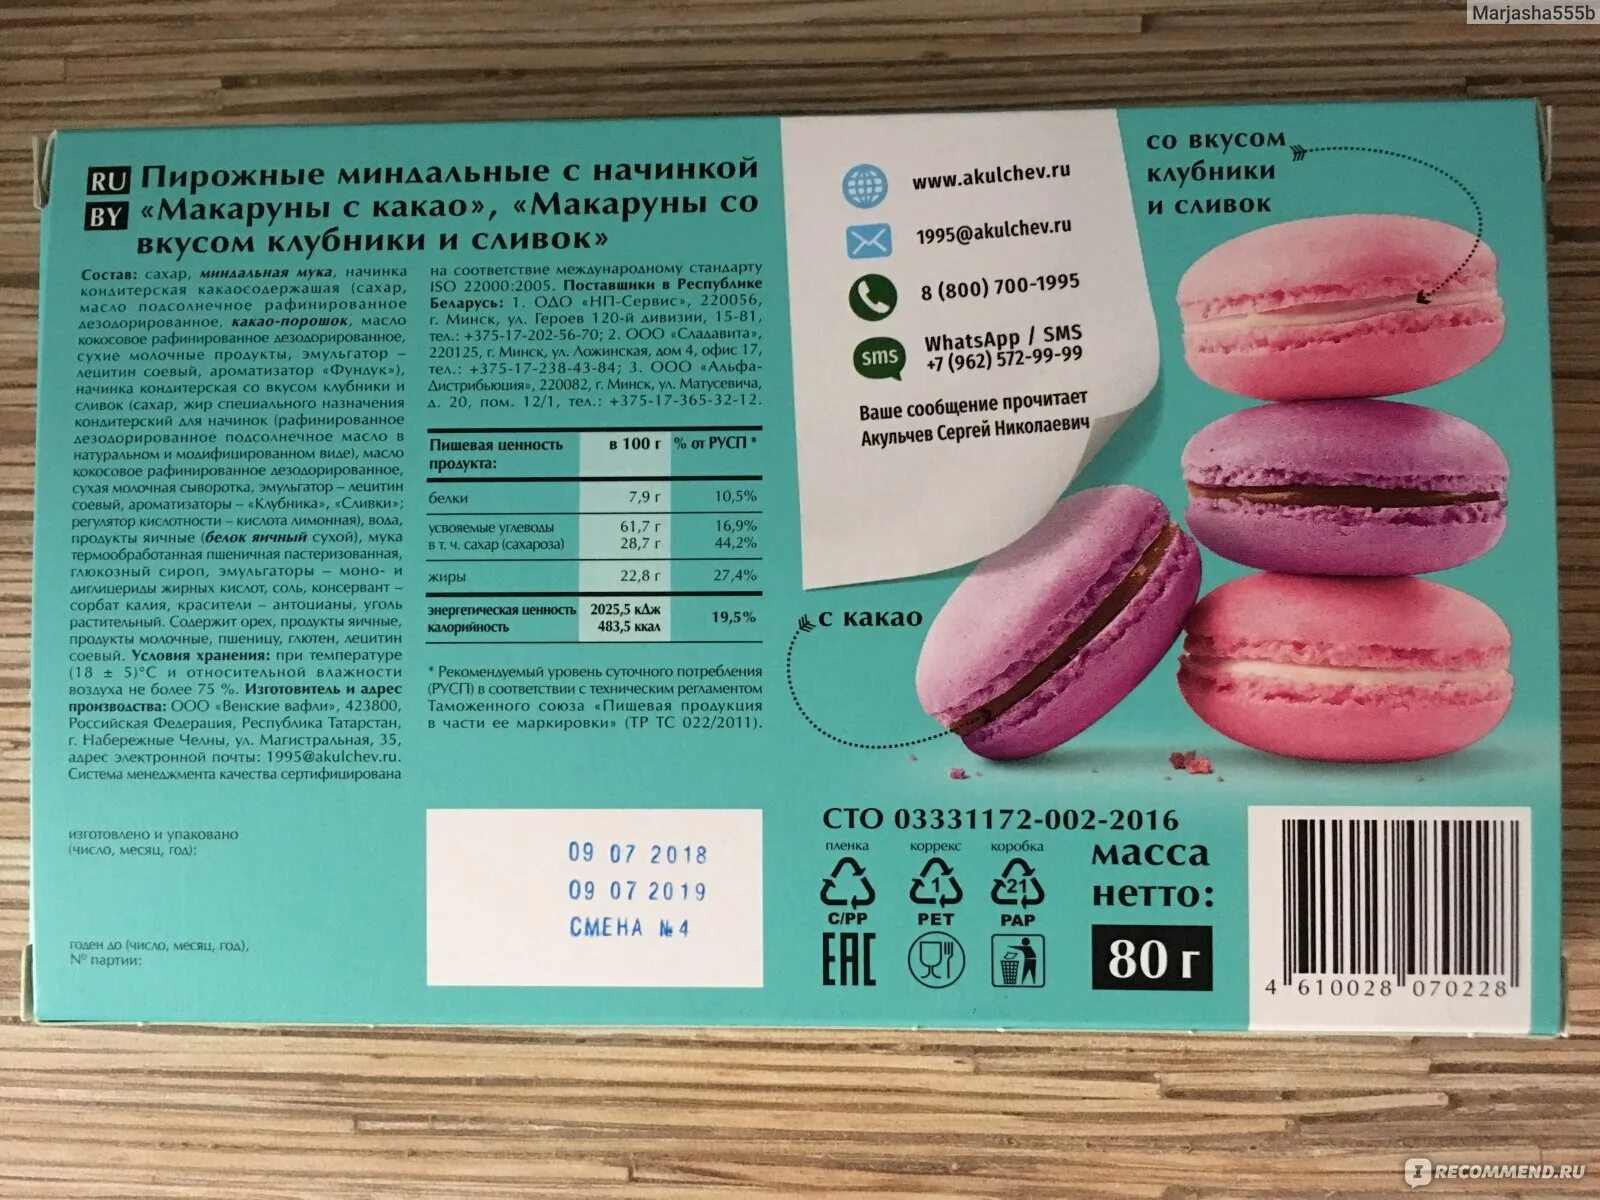 Marjasha555b
RU
BY
Пирожные миндальные с начинкой
«Макаруны с какао», «Макаруны со
вкусом клубники и сливок»
Состав: сахар, миндальная мука, начинка
кондитерская какаосодержащая (сахар,
масло подсолнечное рафинированное
дезодорированное, какао-порошок, масло
кокосовое рафинированное дезодорированное,
сухие молочные продукты, эмульгатор –
лецитин соевый, ароматизатор «Фундук»),
начинка кондитерская со вкусом клубники и
сливок (сахар, жир специального назначения
кондитерский для начинок (рафинированное
дезодорированное подсолнечное масло в
натуральном и модифицированном виде), масло
кокосовое рафинированное дезодорированное,
сухая молочная сыворотка, эмульгатор – лецитин
соевый, ароматизаторы – «Клубника», «Сливки»;
регулятор кислотности – кислота лимонная), вода,
продукты яичные (белок яичный сухой), мука
термообработанная пшеничная пастеризованная,
глюкозный сироп, эмульгаторы – моно- и
диглицериды жирных кислот, соль, консервант –
сорбат калия, красители – антоцианы, уголь
растительный. Содержит орех, продукты яичные,
продукты молочные, пшеницу, глютен, лецитин
соевый. Условия хранения: при температуре
(18 ± 5)°С и относительной влажности
воздуха не более 75 %. Изготовитель и адрес
производства: ООО «Венские вафли», 423800,
Российская Федерация, Республика Татарстан,
г. Набережные Челны, ул. Магистральная, 35,
адрес электронной почты: 1995@akulchev.ru.
Система менеджмента качества сертифицирована
на соответствие международному стандарту
ISO 22000:2005. Поставщики в Республике
Беларусь: 1. ОДО «НП-Сервис», 220056,
г. Минск, ул. Героев 120-й дивизии, 15-81,
тел.: +375-17-202-56-70; 2. ООО «Сладавита»,
220125, г. Минск, ул. Ложинская, дом 4, офис 17,
тел.: +375-17-238-43-84; 3. ООО «Альфа-
Дистрибьюция», 220082, г. Минск, ул. Матусевича,
д. 20, пом. 12/1, тел.: +375-17-365-32-12.
Пищевая ценность в 100 г % от РУСП *
продукта:
белки 7,9 г 10,5%
усвояемые углеводы 61,7 г 16,9%
в т. ч. сахар (сахароза) 28,7 г 44,2%
жиры 22,8 г 27,4%
энергетическая ценность 2025,5 кДж
калорийность 483,5 ккал 19,5%
* Рекомендуемый уровень суточного потребления
(РУСП) в соответствии с техническим регламентом
Таможенного союза «Пищевая продукция
в части ее маркировки» (ТР ТС 022/2011).
www.akulchev.ru
1995@akulchev.ru
8 (800) 700-1995
sms
WhatsApp / SMS
+7 (962) 572-99-99
Ваше сообщение прочитает
Акульчев Сергей Николаевич
со вкусом
клубники
и сливок
с какао
изготовлено и упаковано
(число, месяц, год):
годен до (число, месяц, год),
№ партии:
09 07 2018
09 07 2019
СМЕНА №4
СТО 03331172-002-2016
пленка коррекс коробка
1 21
C/PP PET PAP
EAC
масса
нетто:
80 г
4 610028 070228
IRECOMMEND.RU